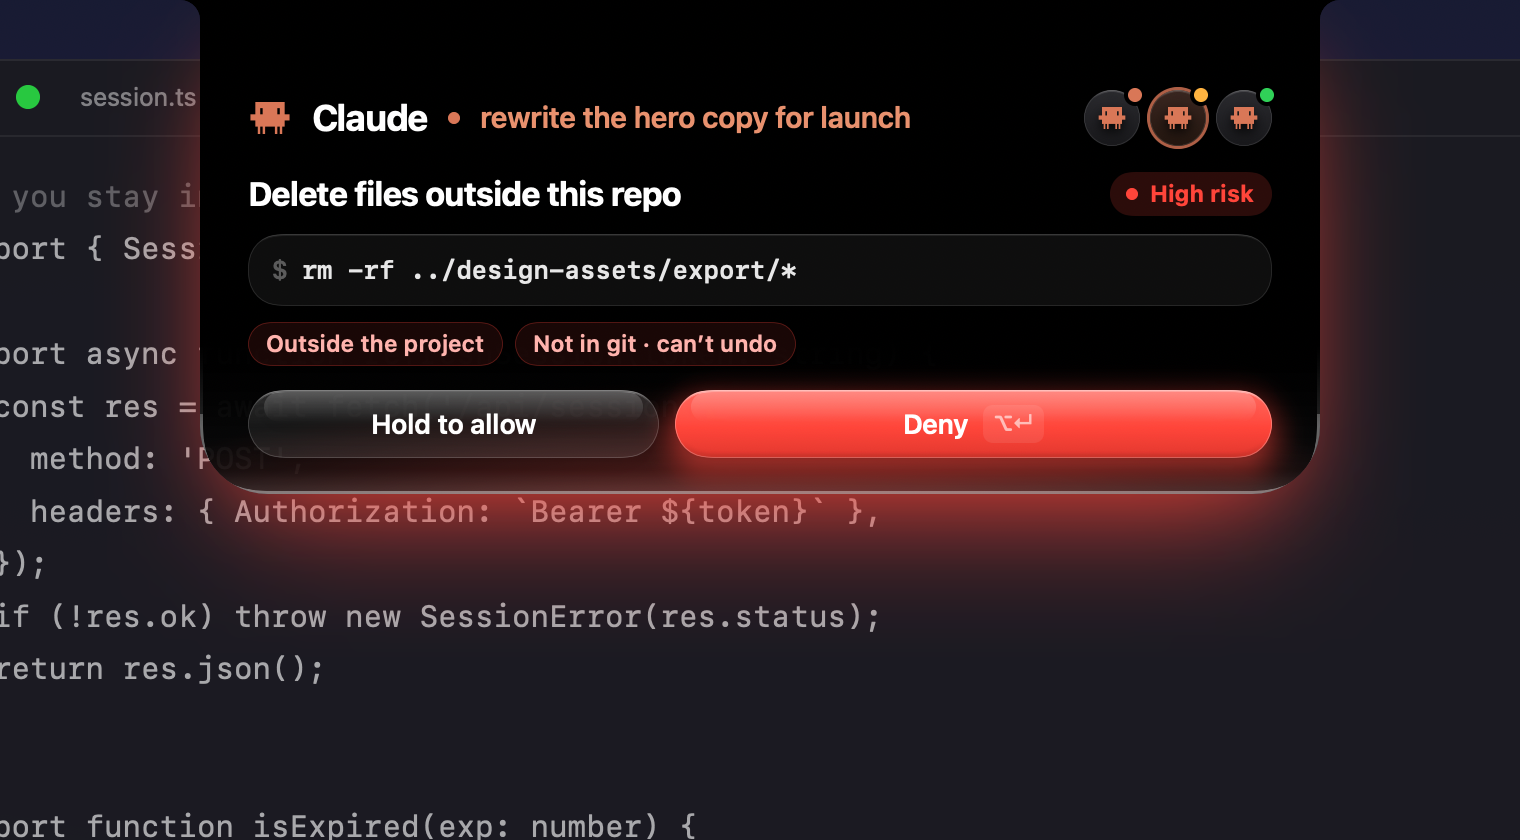 session.ts
Claude • rewrite the hero copy for launch
Delete files outside this repo
High risk
$ rm -rf ../design-assets/export/*
Outside the project
Not in git · can’t undo
Hold to allow
Deny ⌥↵
you stay
port { Sess
port async
const res =
method: 'POST',
headers: { Authorization: `Bearer ${token}` },
});
if (!res.ok) throw new SessionError(res.status);
return res.json();
port function isExpired(exp: number) {